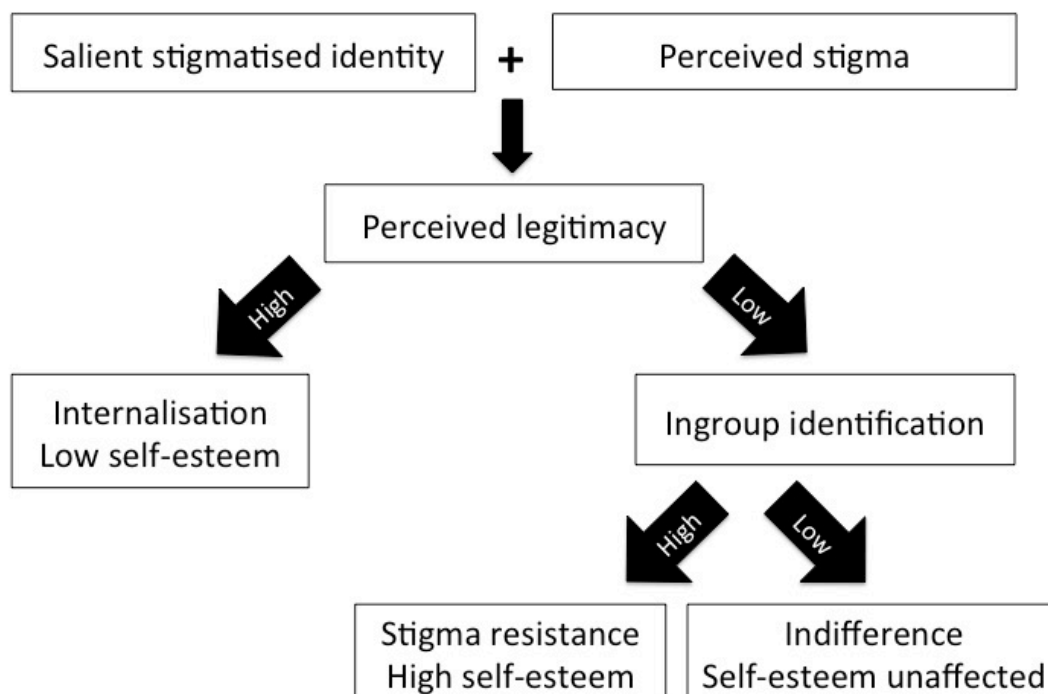 Salient stigmatised identity
+
Perceived stigma
Perceived legitimacy
High
Low
Internalisation
Low self-esteem
Ingroup identification
High
Low
Stigma resistance
High self-esteem
Indifference
Self-esteem unaffected